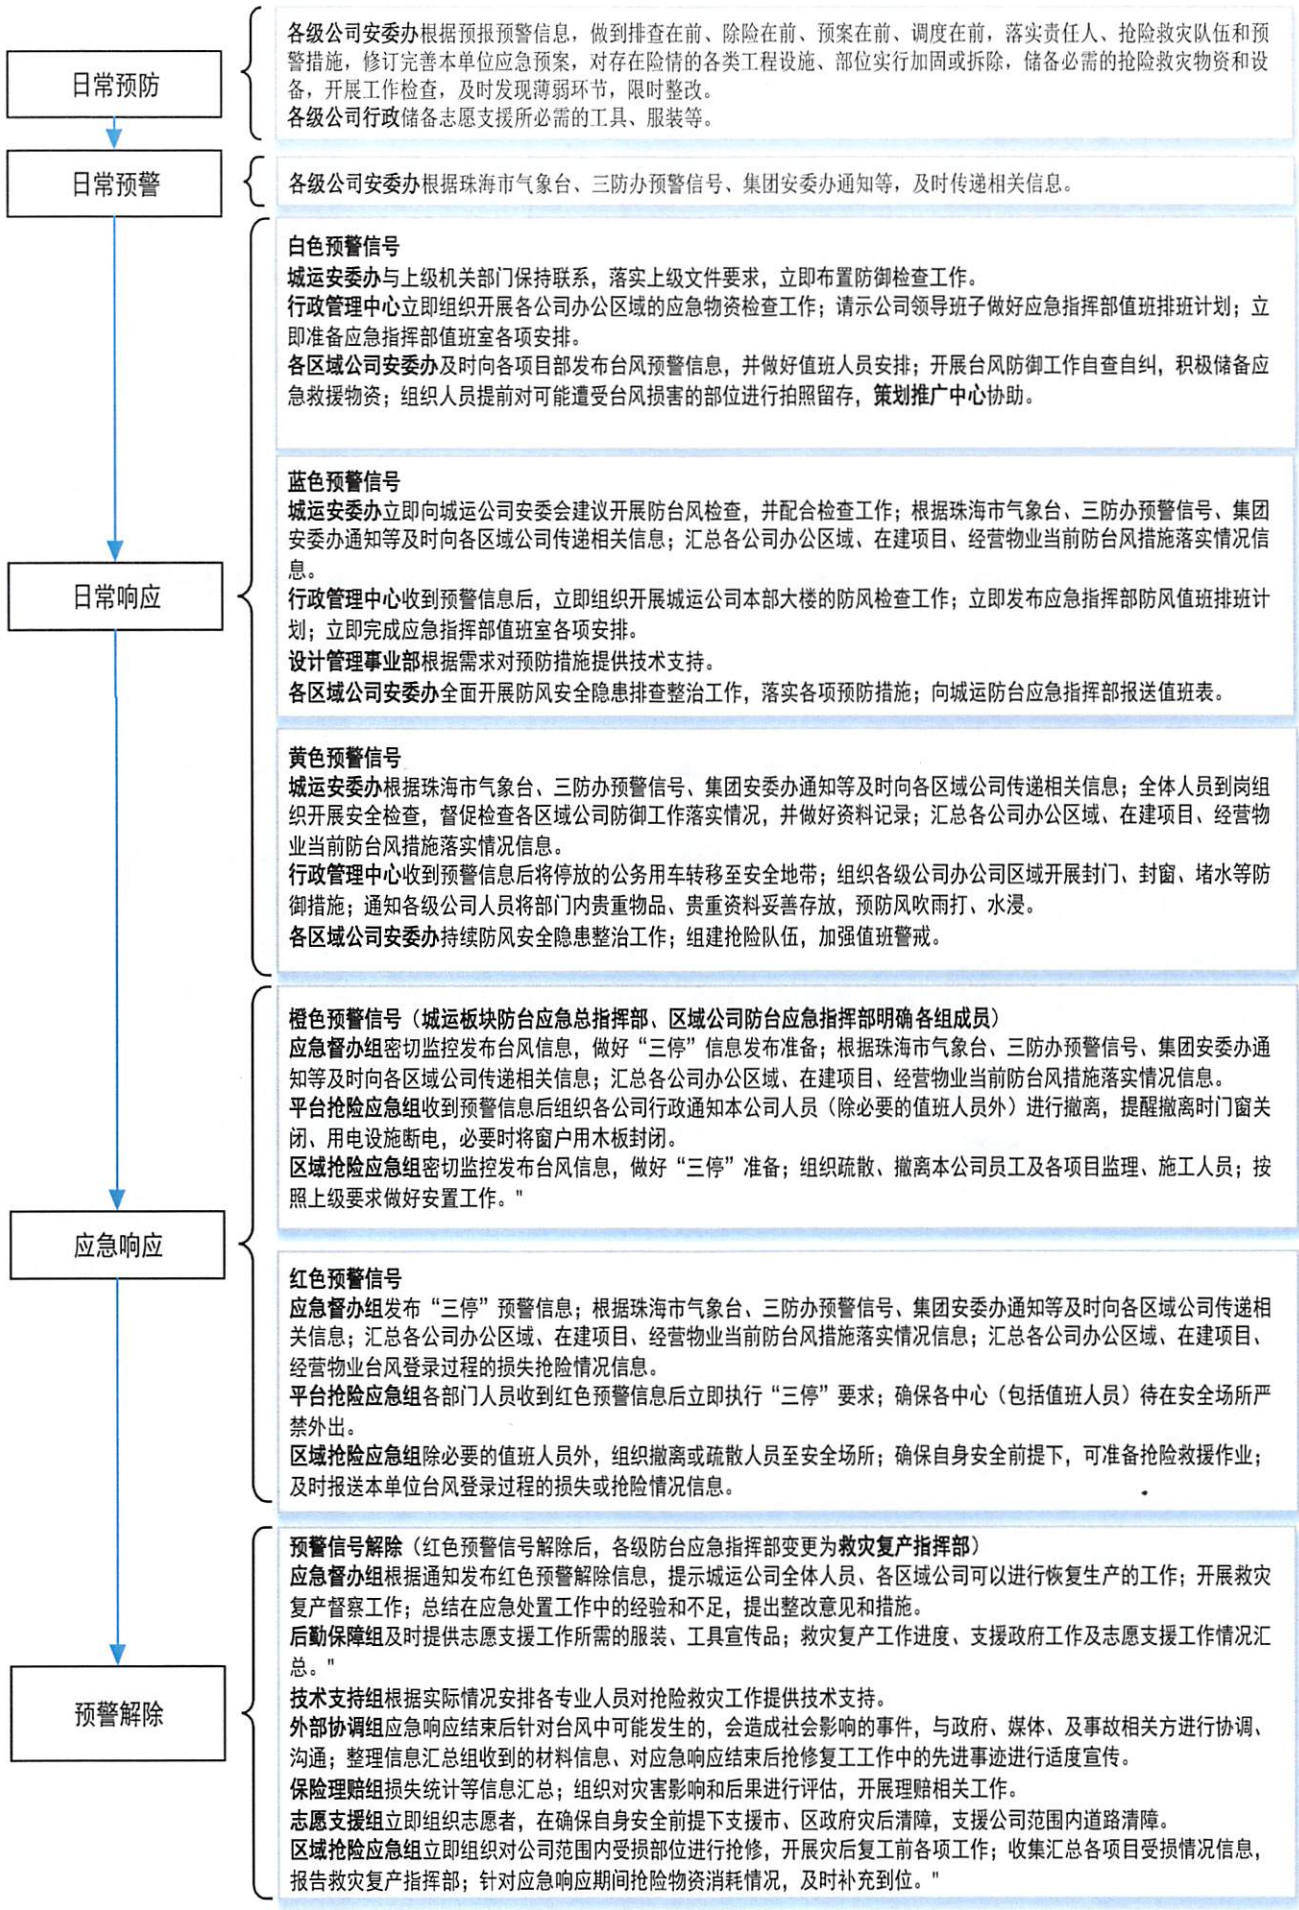 日常预防
各级公司安委办根据预报预警信息，做到排查在前、除险在前、预案在前、调度在前，落实责任人、抢险救灾队伍和预
警措施，修订完善本单位应急预案，对存在险情的各类工程设施、部位实行加固或拆除，储备必需的抢险救灾物资和设
备，开展工作检查，及时发现薄弱环节，限时整改。
各级公司行政储备志愿支援所必需的工具、服装等。
日常预警
各级公司安委办根据珠海市气象台、三防办预警信号、集团安委办通知等，及时传递相关信息。
日常响应
白色预警信号
城运安委办与上级机关部门保持联系，落实上级文件要求，立即布置防御检查工作。
行政管理中心立即组织开展各公司办公区域的应急物资检查工作；请示公司领导班子做好应急指挥部值班排班计划；立
即准备应急指挥部值班室各项安排。
各区域公司安委办及时向各项目部发布台风预警信息，并做好值班人员安排；开展台风防御工作自查自纠，积极储备应
急救援物资；组织人员提前对可能遭受台风损害的部位进行拍照留存，策划推广中心协助。
蓝色预警信号
城运安委办立即向城运公司安委会建议开展防台风检查，并配合检查工作；根据珠海市气象台、三防办预警信号、集团
安委办通知等及时向各区域公司传递相关信息；汇总各公司办公区域、在建项目、经营物业当前防台风措施落实情况信
息。
行政管理中心收到预警信息后，立即组织开展城运公司本部大楼的防风检查工作；立即发布应急指挥部防风值班排班计
划；立即完成应急指挥部值班室各项安排。
设计管理事业部根据需求对预防措施提供技术支持。
各区域公司安委办全面开展防风安全隐患排查整治工作，落实各项预防措施；向城运防台应急指挥部报送值班表。
黄色预警信号
城运安委办根据珠海市气象台、三防办预警信号、集团安委办通知等及时向各区域公司传递相关信息；全体人员到岗组
织开展安全检查，督促检查各区域公司防御工作落实情况，并做好资料记录；汇总各公司办公区域、在建项目、经营物
业当前防台风措施落实情况信息。
行政管理中心收到预警信息后将停放的公务用车转移至安全地带；组织各级公司办公司区域开展封门、封窗、堵水等防
御措施；通知各级公司人员将部门内贵重物品、贵重资料妥善存放，预防风吹雨打、水浸。
各区域公司安委办持续防风安全隐患整治工作；组建抢险队伍，加强值班警戒。
应急响应
橙色预警信号（城运板块防台应急总指挥部、区域公司防台应急指挥部明确各组成员）
应急督办组密切监控发布台风信息，做好“三停”信息发布准备；根据珠海市气象台、三防办预警信号、集团安委办通
知等及时向各区域公司传递相关信息；汇总各公司办公区域、在建项目、经营物业当前防台风措施落实情况信息。
平台抢险应急组收到预警信息后组织各公司行政通知本公司人员（除必要的值班人员外）进行撤离，提醒撤离时门窗关
闭、用电设施断电，必要时将窗户用木板封闭。
区域抢险应急组密切监控发布台风信息，做好“三停”准备；组织疏散、撤离本公司员工及各项目监理、施工人员；按
照上级要求做好安置工作。"
红色预警信号
应急督办组发布“三停”预警信息；根据珠海市气象台、三防办预警信号、集团安委办通知等及时向各区域公司传递相
关信息；汇总各公司办公区域、在建项目、经营物业当前防台风措施落实情况信息；汇总各公司办公区域、在建项目、
经营物业台风登录过程的损失抢险情况信息。
平台抢险应急组各部门人员收到红色预警信息后立即执行“三停”要求；确保各中心（包括值班人员）待在安全场所严
禁外出。
区域抢险应急组除必要的值班人员外，组织撤离或疏散人员至安全场所；确保自身安全前提下，可准备抢险救援作业；
及时报送本单位台风登录过程的损失或抢险情况信息。
预警解除
预警信号解除（红色预警信号解除后，各级防台应急指挥部变更为救灾复产指挥部）
应急督办组根据通知发布红色预警解除信息，提示城运公司全体人员、各区域公司可以进行恢复生产的工作；开展救灾
复产督察工作；总结在应急处置工作中的经验和不足，提出整改意见和措施。
后勤保障组及时提供志愿支援工作所需的服装、工具宣传品；救灾复产工作进度、支援政府工作及志愿支援工作情况汇
总。"
技术支持组根据实际情况安排各专业人员对抢险救灾工作提供技术支持。
外部协调组应急响应结束后针对台风中可能发生的，会造成社会影响的事件，与政府、媒体、及事故相关方进行协调、
沟通；整理信息汇总组收到的材料信息、对应急响应结束后抢修复工工作中的先进事迹进行适度宣传。
保险理赔组损失统计等信息汇总；组织对灾害影响和后果进行评估，开展理赔相关工作。
志愿支援组立即组织志愿者，在确保自身安全前提下支援市、区政府灾后清障，支援公司范围内道路清障。
区域抢险应急组立即组织对公司范围内受损部位进行抢修，开展灾后复工前各项工作；收集汇总各项目受损情况信息，
报告救灾复产指挥部；针对应急响应期间抢险物资消耗情况，及时补充到位。"